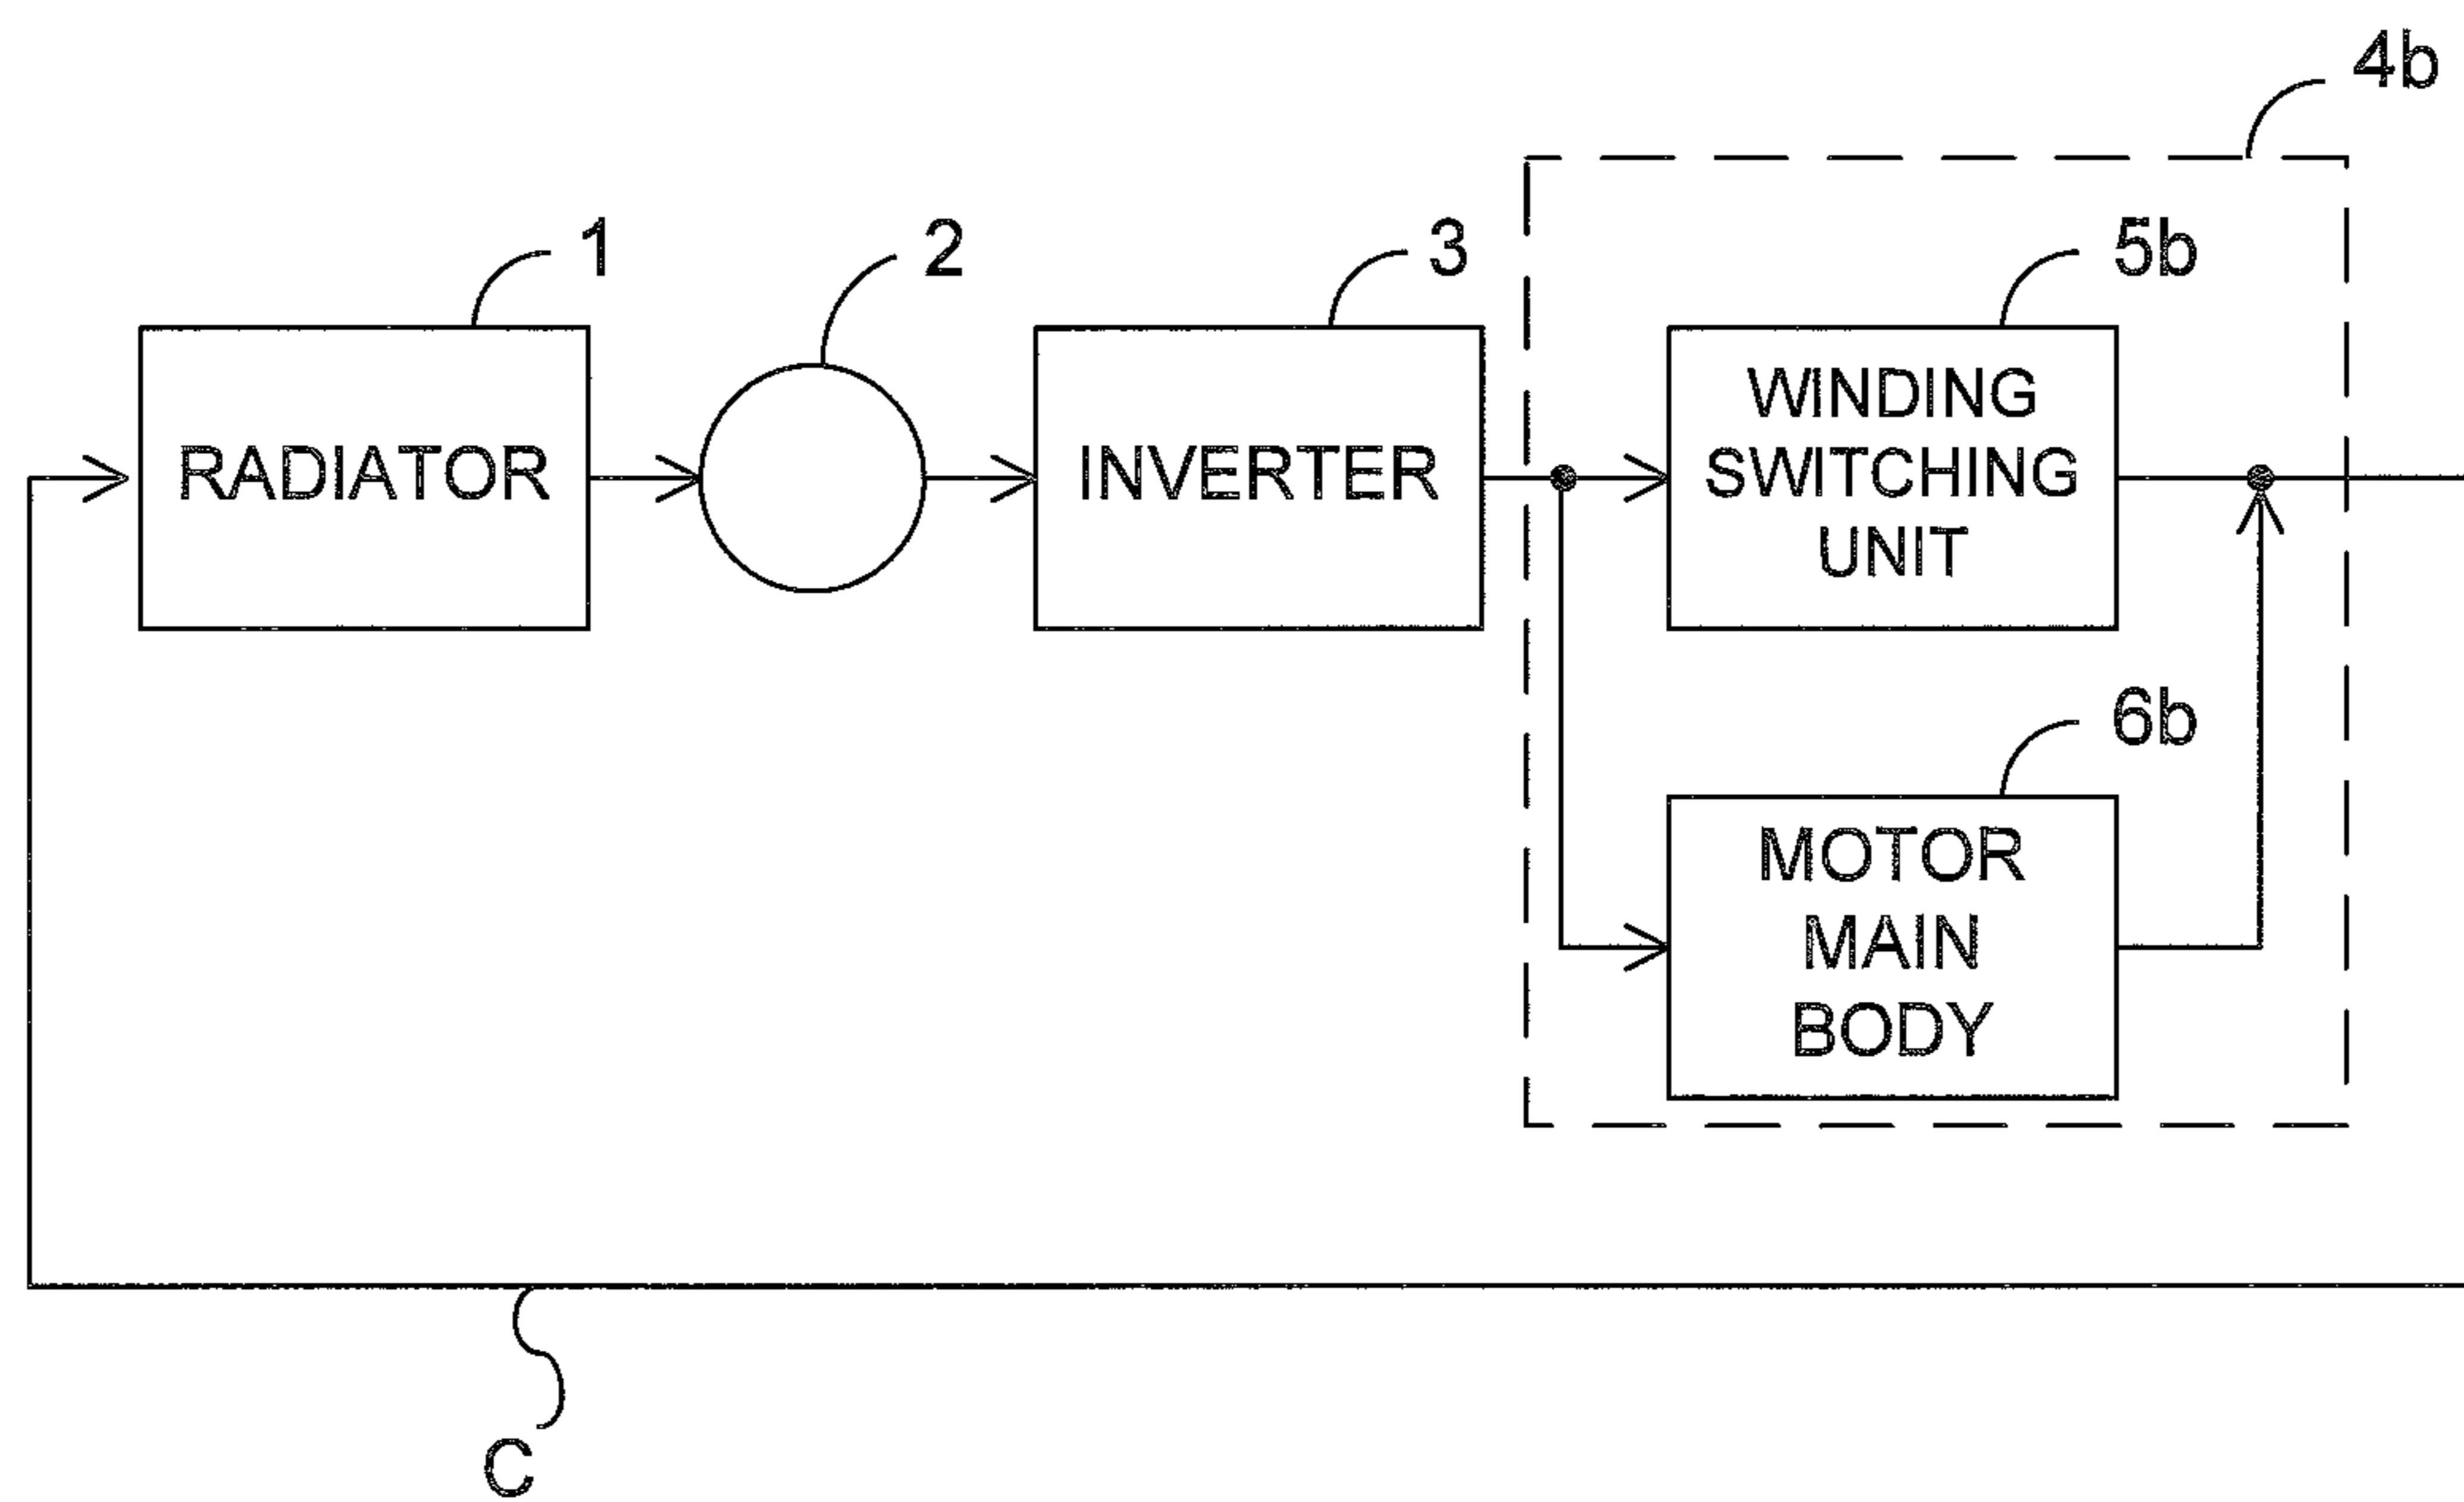 4b
1
2
3
5b
RADIATOR
INVERTER
WINDING
SWITCHING
UNIT
6b
MOTOR
MAIN
BODY
C